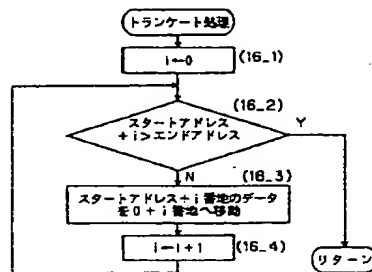 トランケート処理
i←0
(16_1)
(16_2)
スタートアドレス
+i>エンドアドレス
Y
N
(16_3)
スタートアドレス+i番地のデータ
を0+i番地へ移動
i←i+1
(16_4)
リターン